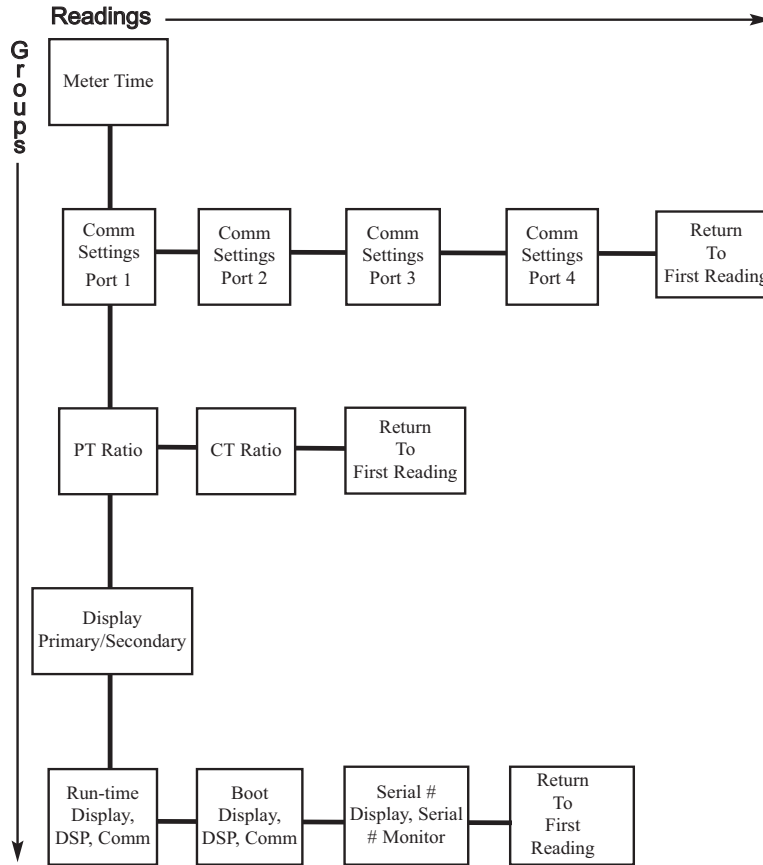 Readings
Groups
Meter Time
Comm
Settings
Port 1
Comm
Settings
Port 2
Comm
Settings
Port 3
Comm
Settings
Port 4
Return
To
First Reading
PT Ratio
CT Ratio
Return
To
First Reading
Display
Primary/Secondary
Run-time
Display,
DSP, Comm
Boot
Display,
DSP, Comm
Serial #
Display, Serial
# Monitor
Return
To
First
Reading